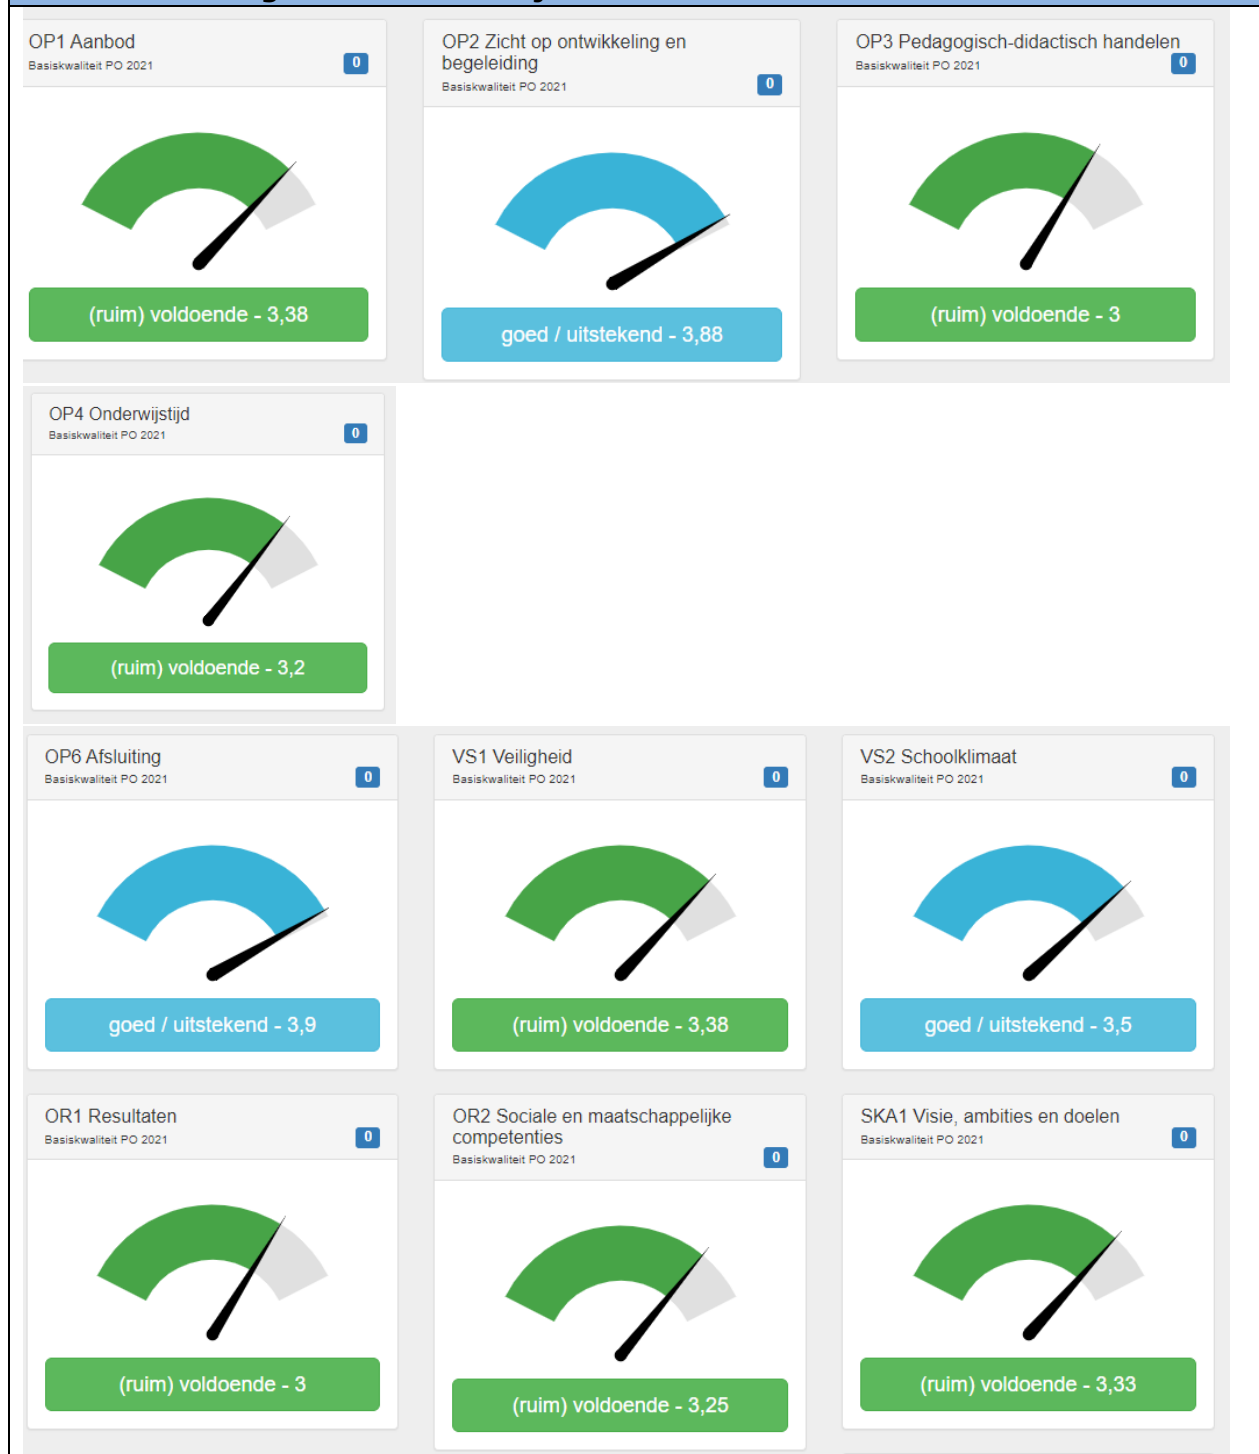 OP1 Aanbod
Basiskwaliteit PO 2021
0
(ruim) voldoende - 3,38
OP2 Zicht op ontwikkeling en
begeleiding
Basiskwaliteit PO 2021
0
goed / uitstekend - 3,88
OP3 Pedagogisch-didactisch handelen
Basiskwaliteit PO 2021
0
(ruim) voldoende - 3
OP4 Onderwijstijd
Basiskwaliteit PO 2021
0
(ruim) voldoende - 3,2
OP6 Afsluiting
Basiskwaliteit PO 2021
0
goed / uitstekend - 3,9
VS1 Veiligheid
Basiskwaliteit PO 2021
0
(ruim) voldoende - 3,38
VS2 Schoolklimaat
Basiskwaliteit PO 2021
0
goed / uitstekend - 3,5
OR1 Resultaten
Basiskwaliteit PO 2021
0
(ruim) voldoende - 3
OR2 Sociale en maatschappelijke
competenties
Basiskwaliteit PO 2021
0
(ruim) voldoende - 3,25
SKA1 Visie, ambities en doelen
Basiskwaliteit PO 2021
0
(ruim) voldoende - 3,33